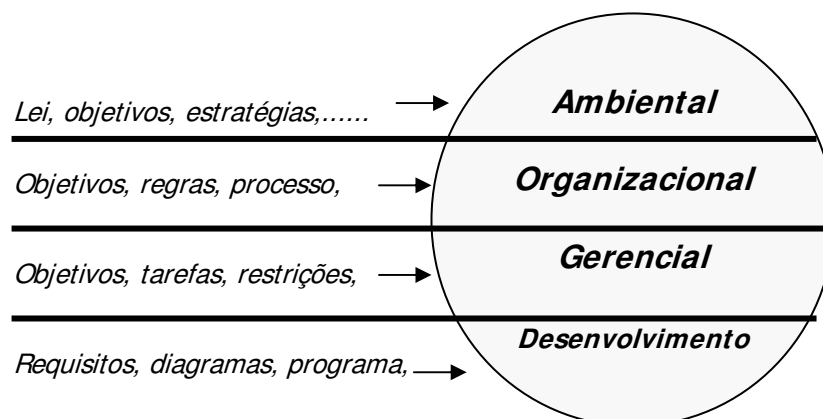 Lei, objetivos, estratégias,......
Ambiental
Objetivos, regras, processo,
Organizacional
Objetivos, tarefas, restrições,
Gerencial
Requisitos, diagramas, programa,
Desenvolvimento